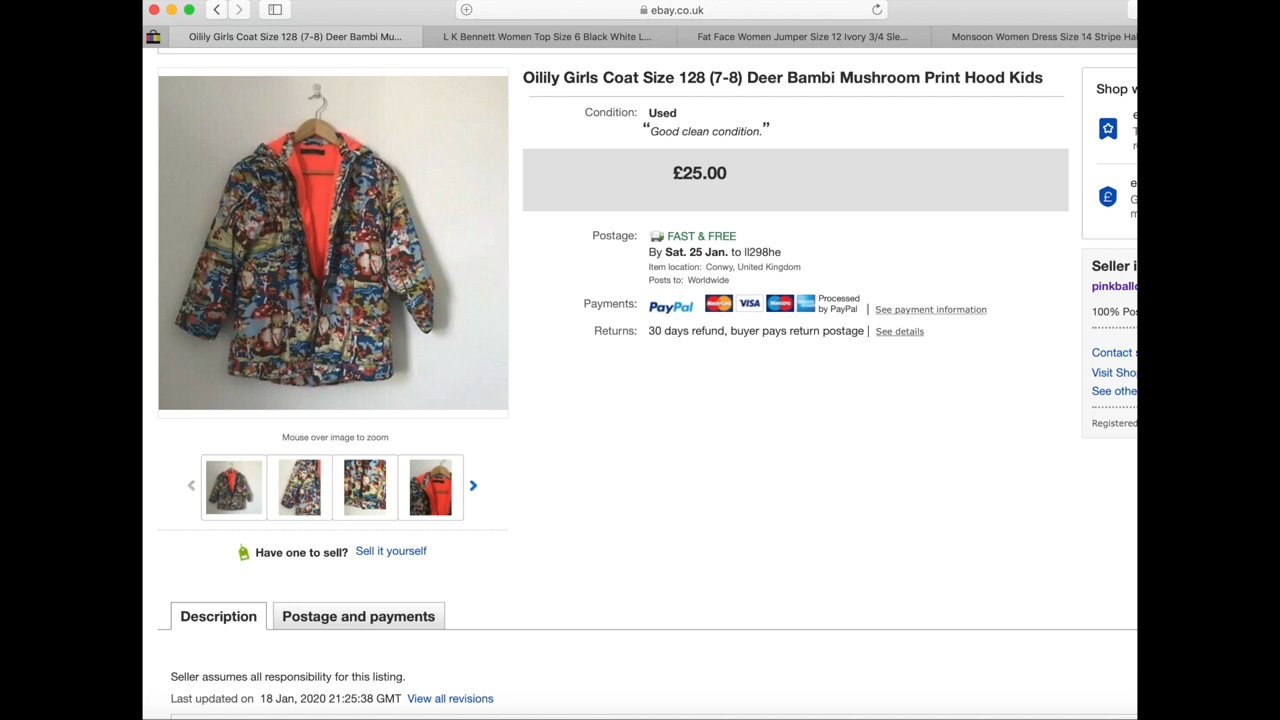 ebay.co.uk
Oilily Girls Coat Size 128 (7-8) Deer Bambi Mu...
L K Bennett Women Top Size 6 Black White L...
Fat Face Women Jumper Size 12 Ivory 3/4 Sle...
Monsoon Women Dress Size 14 Stripe Hal
Oilily Girls Coat Size 128 (7-8) Deer Bambi Mushroom Print Hood Kids
Shop w
Condition: Used
“Good clean condition.”
£25.00
Postage: FAST & FREE
By Sat. 25 Jan. to ll298he
Item location: Conwy, United Kingdom
Posts to: Worldwide
Payments: PayPal MasterCard VISA Maestro Processed
by PayPal | See payment information
Returns: 30 days refund, buyer pays return postage | See details
Seller i
pinkball
100% Pos
Contact s
Visit Sho
See othe
Registered
Mouse over image to zoom
Have one to sell? Sell it yourself
Description
Postage and payments
Seller assumes all responsibility for this listing.
Last updated on 18 Jan, 2020 21:25:38 GMT View all revisions